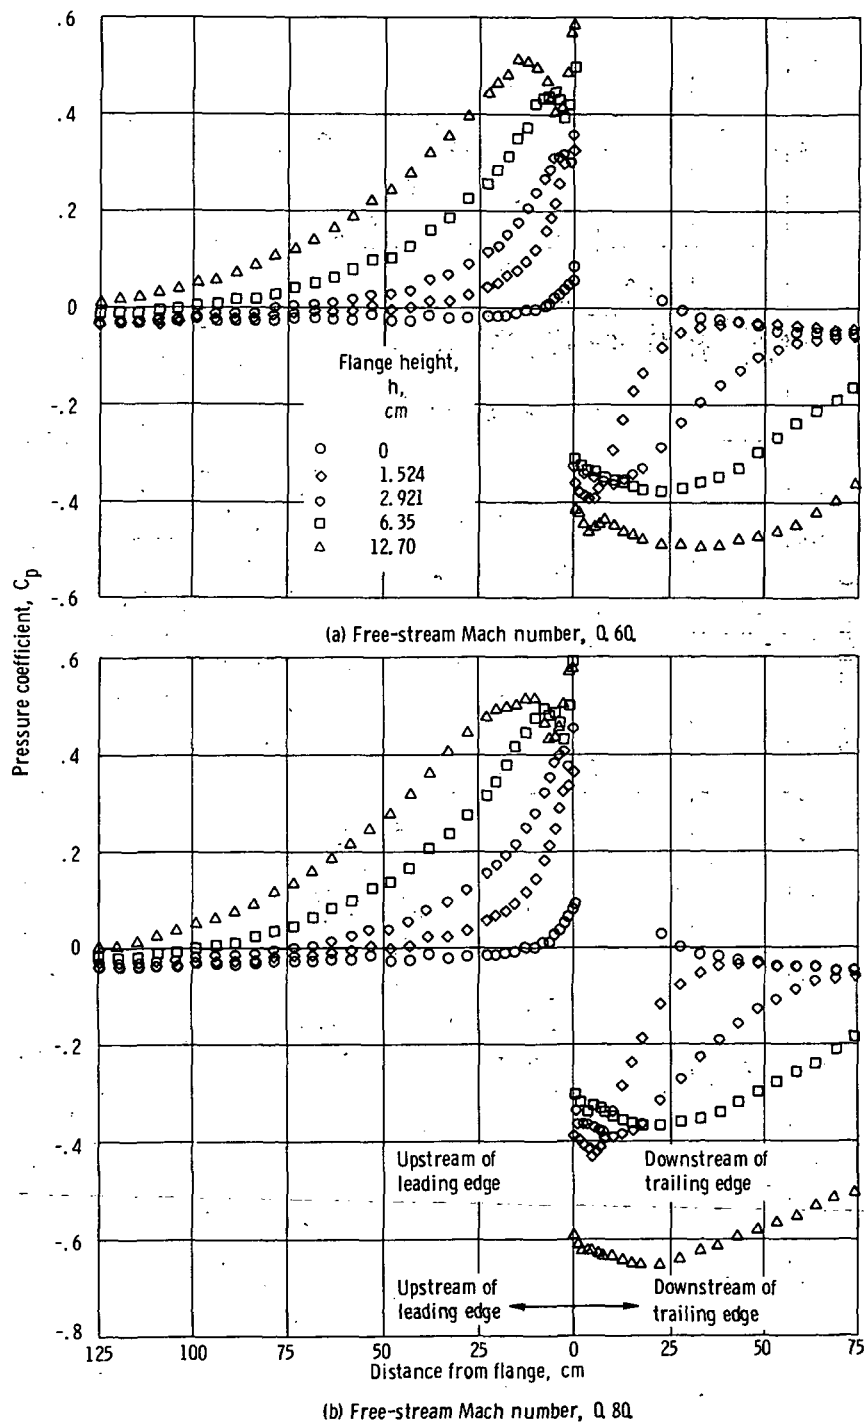 .6
.4
.2
0
-.2
-.4
-.6
Flange height,
h,
cm
0
1.524
2.921
6.35
12.70
Pressure coefficient, Cp
(a) Free-stream Mach number, 0.60.
.6
.4
.2
0
-.2
-.4
-.6
-.8
Upstream of
leading edge
Downstream of
trailing edge
Upstream of
leading edge
Downstream of
trailing edge
125 100 75 50 25 0 25 50 75
Distance from flange, cm
(b) Free-stream Mach number, 0.80.